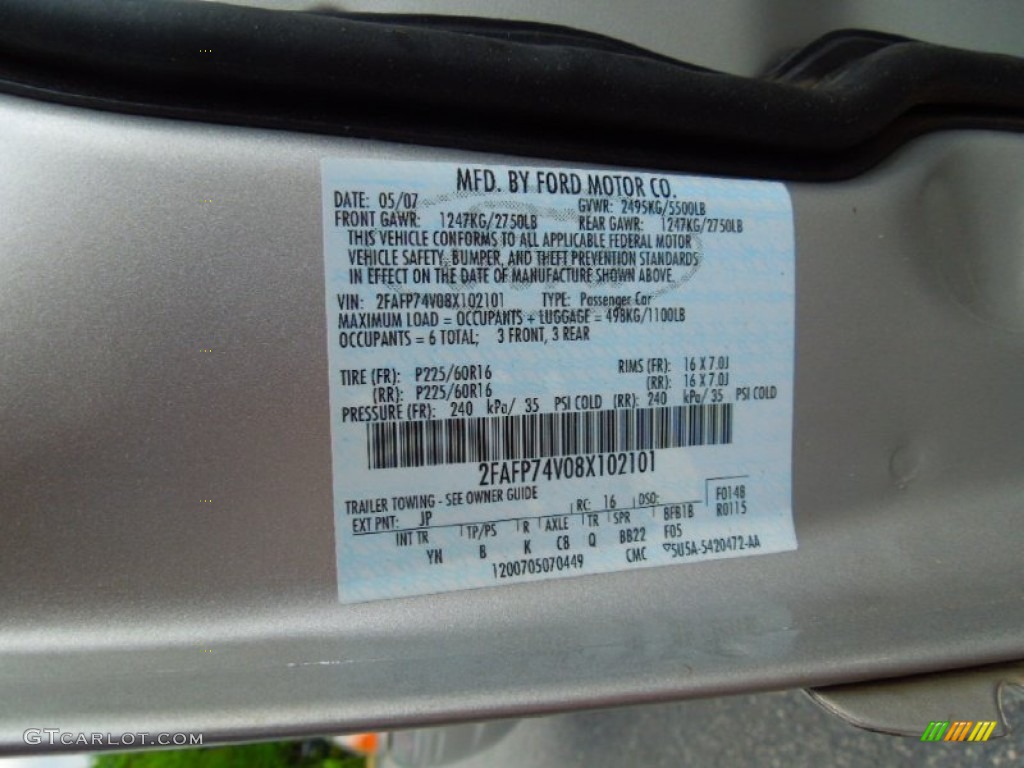 MFD. BY FORD MOTOR CO.
DATE: 05/07 GVWR: 2495KG/5500LB
FRONT GAWR: 1247KG/2750LB REAR GAWR: 1247KG/2750LB
THIS VEHICLE CONFORMS TO ALL APPLICABLE FEDERAL MOTOR
VEHICLE SAFETY, BUMPER, AND THEFT PREVENTION STANDARDS
IN EFFECT ON THE DATE OF MANUFACTURE SHOWN ABOVE.
VIN: 2FAFP74V08X102101 TYPE: Passenger Car
MAXIMUM LOAD = OCCUPANTS + LUGGAGE = 498KG/1100LB
OCCUPANTS = 6 TOTAL; 3 FRONT, 3 REAR
TIRE (FR): P225/60R16 RIMS (FR): 16 X 7.0J
(RR): P225/60R16 (RR): 16 X 7.0J
PRESSURE (FR): 240 kPa/ 35 PSI COLD (RR): 240 kPa/ 35 PSI COLD
2FAFP74V08X102101
TRAILER TOWING - SEE OWNER GUIDE
EXT PNT: JP RC: 16 DSO: F0148
INT TR TP/PS R AXLE TR SPR BFB1B R0115
YN B K C8 Q BB22 F05
1200705070449 CMC 5U5A-5420472-AA
GTCARLOT.COM